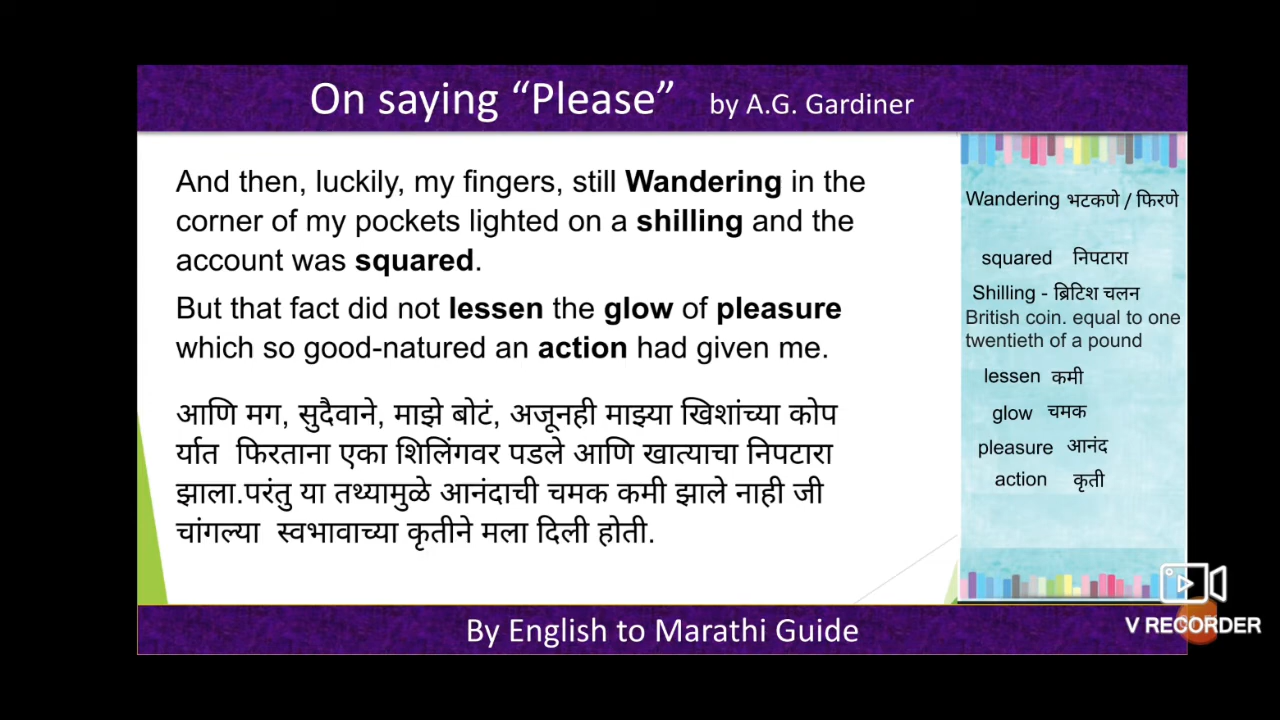 On saying “Please” by A.G. Gardiner
And then, luckily, my fingers, still Wandering in the
corner of my pockets lighted on a shilling and the
account was squared.
But that fact did not lessen the glow of pleasure
which so good-natured an action had given me.
आणि मग, सुदैवाने, माझे बोटं, अजूनही माझ्या खिशांच्या कोप
र्यात फिरताना एका शिलिंगवर पडले आणि खात्याचा निपटारा
झाला.परंतु या तथ्यामुळे आनंदाची चमक कमी झाले नाही जी
चांगल्या स्वभावाच्या कृतीने मला दिली होती.
Wandering भटकणे / फिरणे
squared निपटारा
Shilling - ब्रिटिश चलन
British coin. equal to one
twentieth of a pound
lessen कमी
glow चमक
pleasure आनंद
action कृती
By English to Marathi Guide
V RECORDER